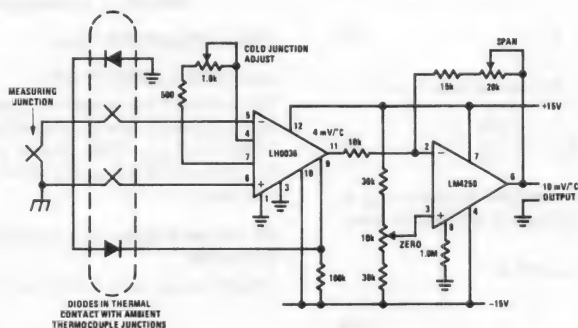 SPAN
COLD JUNCTION
ADJUST
1.0k
15k
20k
500
+15V
MEASURING
JUNCTION
5
−
12
4 mV/°C
4
LH0036
11
10k
2
−
7
30k
7
10
9
LM4250
6
10 mV/°C
OUTPUT
6
+
1
3
10k
ZERO
3
+
8
4
1.0M
100k
30k
−15V
DIODES IN THERMAL
CONTACT WITH AMBIENT
THERMOCOUPLE JUNCTIONS